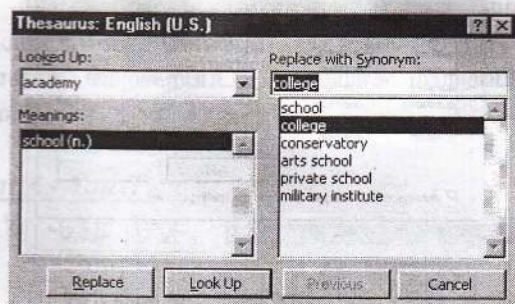 Thesaurus: English (U.S.)
Looked Up:
academy
Meanings:
school (n.)
Replace with Synonym:
college
school
college
conservatory
arts school
private school
military institute
Replace
Look Up
Previous
Cancel